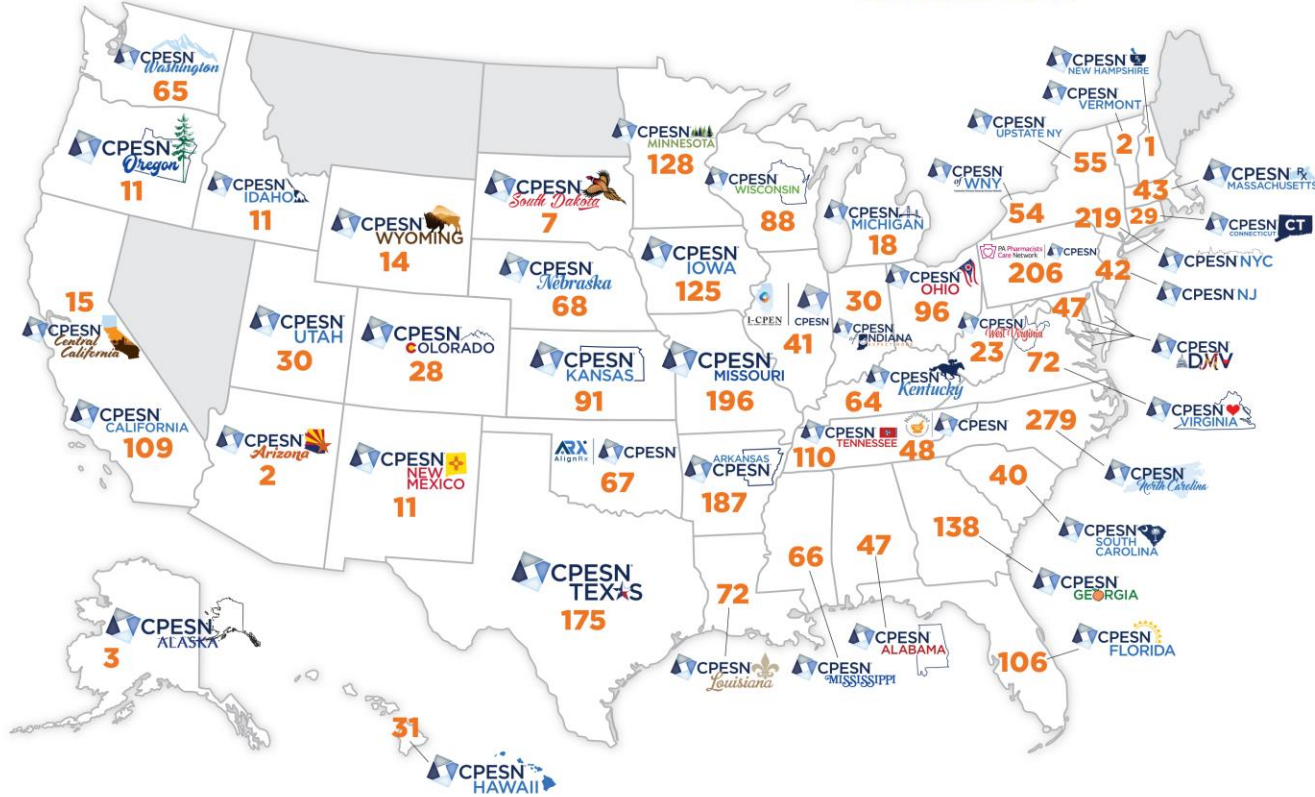 CPESN
Washington
65
CPESN
Oregon
11
CPESN
IDAHO
11
CPESN
WYOMING
14
CPESN
South Dakota
7
CPESN
MINNESOTA
128
CPESN
WISCONSIN
88
CPESN
MICHIGAN
18
CPESN
Nebraska
68
CPESN
IOWA
125
I-CPEN
CPESN
41
30
CPESN
INDIANA
CPESN
OHIO
96
PA Pharmacists
Care Network
CPESN
206
CPESN
of WNY
54
CPESN
UPSTATE NY
55
CPESN
VERMONT
2
CPESN
NEW HAMPSHIRE
1
43
CPESN
Rx
MASSACHUSETTS
29
CPESN
CONNECTICUT
CT
219
CPESN NYC
42
CPESN NJ
47
CPESN
DMV
72
CPESN
VIRGINIA
CPESN
West Virginia
23
CPESN
Kentucky
64
15
CPESN
Central
California
CPESN
CALIFORNIA
109
CPESN
UTAH
30
CPESN
COLORADO
28
CPESN
KANSAS
91
CPESN
MISSOURI
196
CPESN
Arizona
2
CPESN
NEW
MEXICO
11
ARX
AlignRx
CPESN
67
ARKANSAS
CPESN
187
CPESN
TENNESSEE
110
48
CPESN
279
CPESN
North Carolina
40
CPESN
SOUTH
CAROLINA
138
CPESN
GEORGIA
CPESN
TEXAS
175
72
CPESN
Louisiana
66
CPESN
MISSISSIPPI
47
CPESN
ALABAMA
106
CPESN
FLORIDA
CPESN
ALASKA
3
31
CPESN
HAWAII